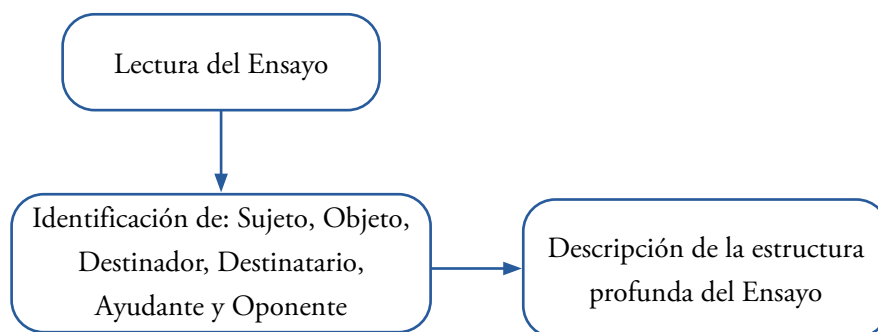 Lectura del Ensayo
Identificación de: Sujeto, Objeto,
Destinador, Destinatario,
Ayudante y Oponente
Descripción de la estructura
profunda del Ensayo